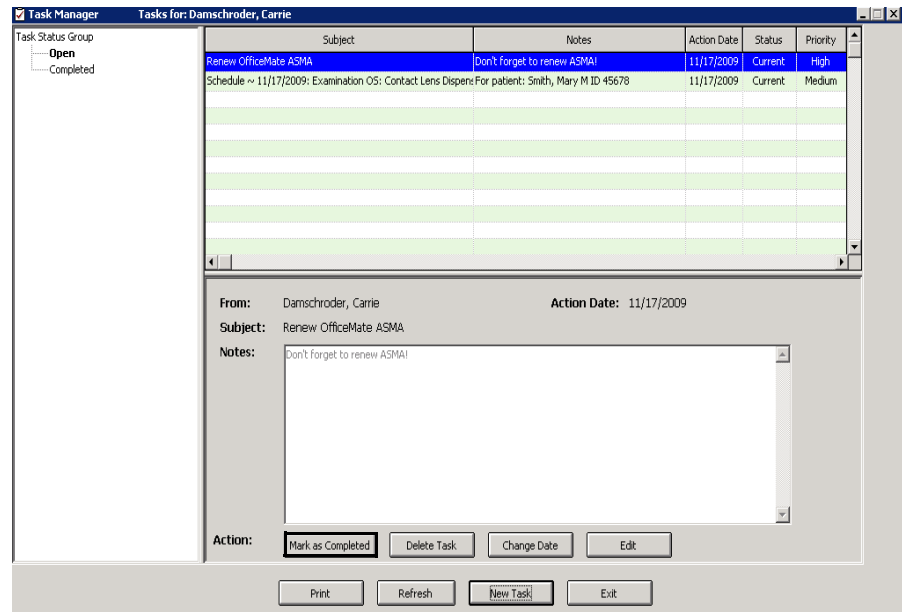 Task Manager Tasks for: Damschroder, Carrie
Task Status Group
Open
Completed
Subject Notes Action Date Status Priority
Renew OfficeMate ASMA Don't forget to renew ASMA! 11/17/2009 Current High
Schedule ~ 11/17/2009: Examination OS: Contact Lens Dispens For patient: Smith, Mary M ID 45678 11/17/2009 Current Medium
From: Damschroder, Carrie Action Date: 11/17/2009
Subject: Renew OfficeMate ASMA
Notes: Don't forget to renew ASMA!
Action: Mark as Completed Delete Task Change Date Edit
Print Refresh New Task Exit